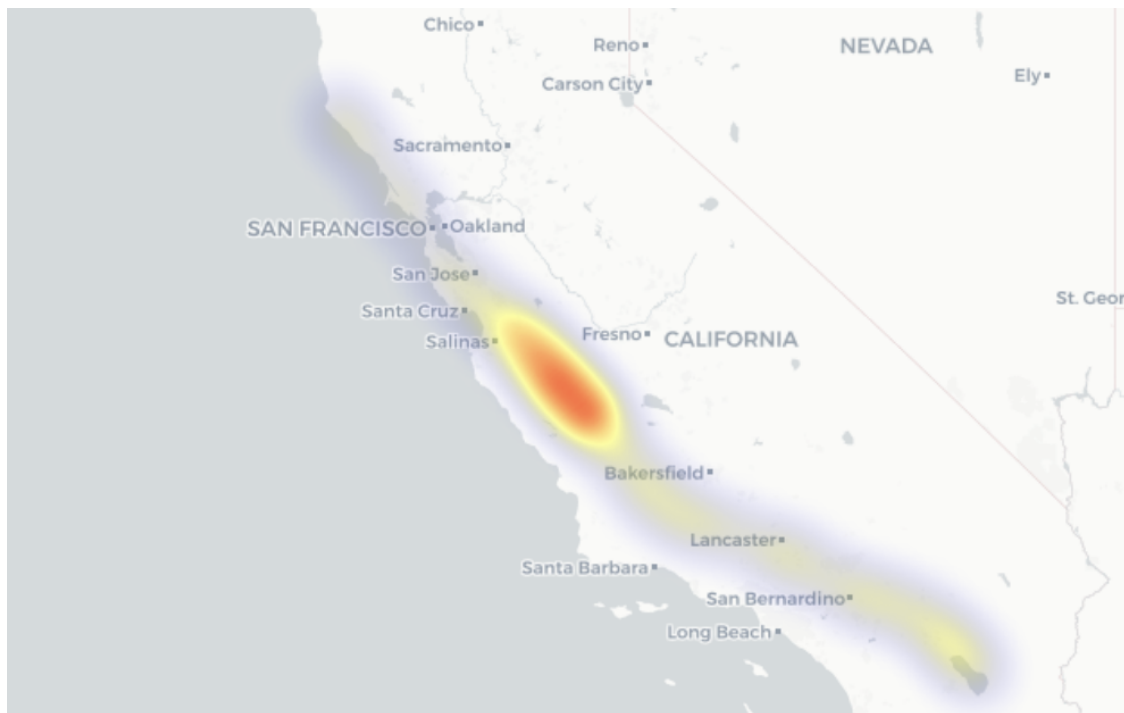 Chico
Reno
NEVADA
Ely
Carson City
Sacramento
SAN FRANCISCO
Oakland
San Jose
St. Geor
Santa Cruz
Salinas
Fresno
CALIFORNIA
Bakersfield
Lancaster
Santa Barbara
San Bernardino
Long Beach